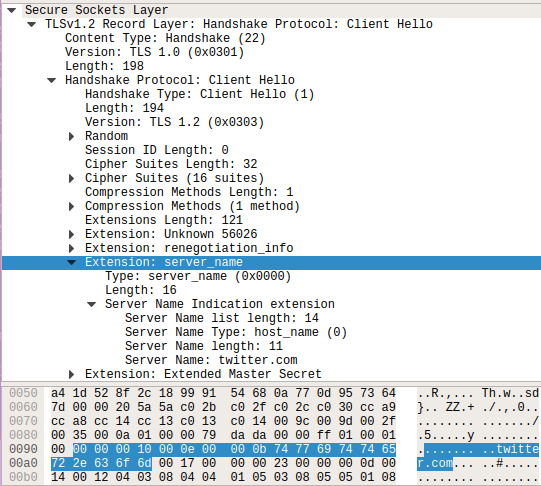 Secure Sockets Layer
TLSv1.2 Record Layer: Handshake Protocol: Client Hello
Content Type: Handshake (22)
Version: TLS 1.0 (0x0301)
Length: 198
Handshake Protocol: Client Hello
Handshake Type: Client Hello (1)
Length: 194
Version: TLS 1.2 (0x0303)
Random
Session ID Length: 0
Cipher Suites Length: 32
Cipher Suites (16 suites)
Compression Methods Length: 1
Compression Methods (1 method)
Extensions Length: 121
Extension: Unknown 56026
Extension: renegotiation_info
Extension: server_name
Type: server_name (0x0000)
Length: 16
Server Name Indication extension
Server Name list length: 14
Server Name Type: host_name (0)
Server Name length: 11
Server Name: twitter.com
Extension: Extended Master Secret
0050 a4 1d 52 8f 2c 18 99 91 54 68 0a 77 0d 95 73 64 ..R.,... Th.w..sd
0060 7d 00 00 20 5a 5a c0 2b c0 2f c0 2c c0 30 cc a9 }.. ZZ.+ ./.,.0..
0070 cc a8 cc 14 cc 13 c0 13 c0 14 00 9c 00 9d 00 2f ........ ......./
0080 00 35 00 0a 01 00 00 79 da da 00 00 ff 01 00 01 .5.....y ........
0090 00 00 00 00 10 00 0e 00 00 0b 74 77 69 74 74 65 ........ ..twitte
00a0 72 2e 63 6f 6d 00 17 00 00 00 23 00 00 00 0d 00 r.com... ..#.....
00b0 14 00 12 04 03 08 04 04 01 05 03 08 05 05 01 08 ........ ........